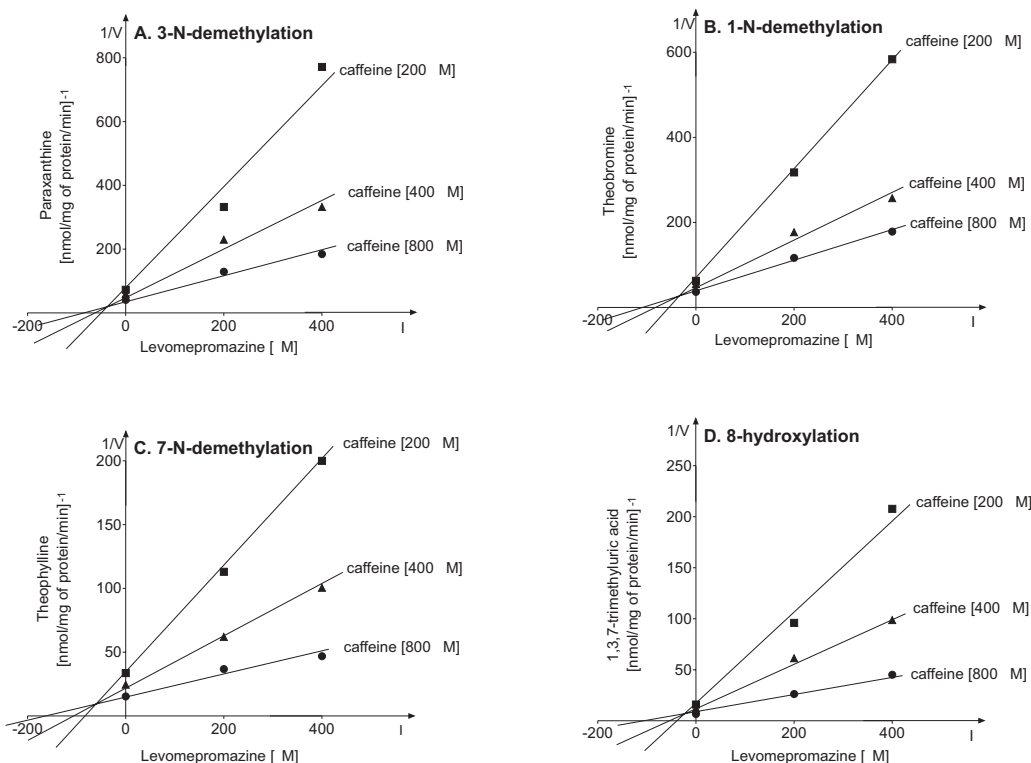 1/V
A. 3-N-demethylation
800
600
400
200
Paraxanthine
[nmol/mg of protein/min]-1
caffeine [200 M]
caffeine [400 M]
caffeine [800 M]
-200 0 200 400 I
Levomepromazine [ M]
1/V
B. 1-N-demethylation
600
400
200
Theobromine
[nmol/mg of protein/min]-1
caffeine [200 M]
caffeine [400 M]
caffeine [800 M]
-200 0 200 400 I
Levomepromazine [ M]
1/V
C. 7-N-demethylation
200
150
100
50
Theophylline
[nmol/mg of protein/min]-1
caffeine [200 M]
caffeine [400 M]
caffeine [800 M]
-200 0 200 400 I
Levomepromazine [ M]
1/V
D. 8-hydroxylation
250
200
150
100
50
1,3,7-trimethyluric acid
[nmol/mg of protein/min]-1
caffeine [200 M]
caffeine [400 M]
caffeine [800 M]
-200 0 200 400 I
Levomepromazine [ M]